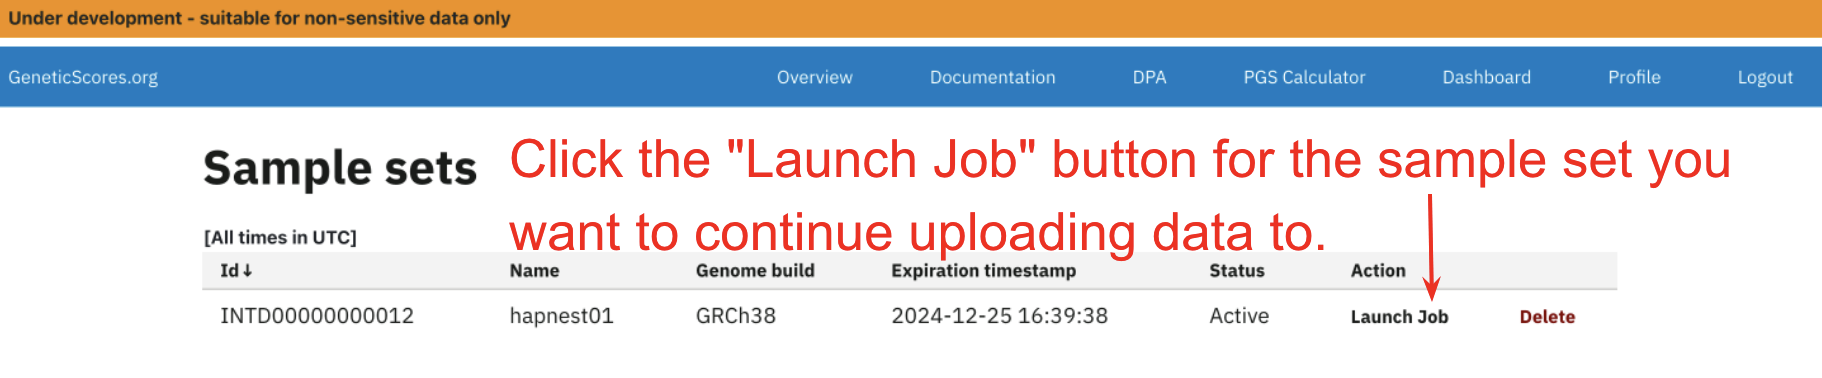 Under development - suitable for non-sensitive data only
GeneticScores.org Overview Documentation DPA PGS Calculator Dashboard Profile Logout
Sample sets
Click the "Launch Job" button for the sample set you
want to continue uploading data to.
[All times in UTC]
Id↓ Name Genome build Expiration timestamp Status Action
INTD00000000012 hapnest01 GRCh38 2024-12-25 16:39:38 Active Launch Job Delete